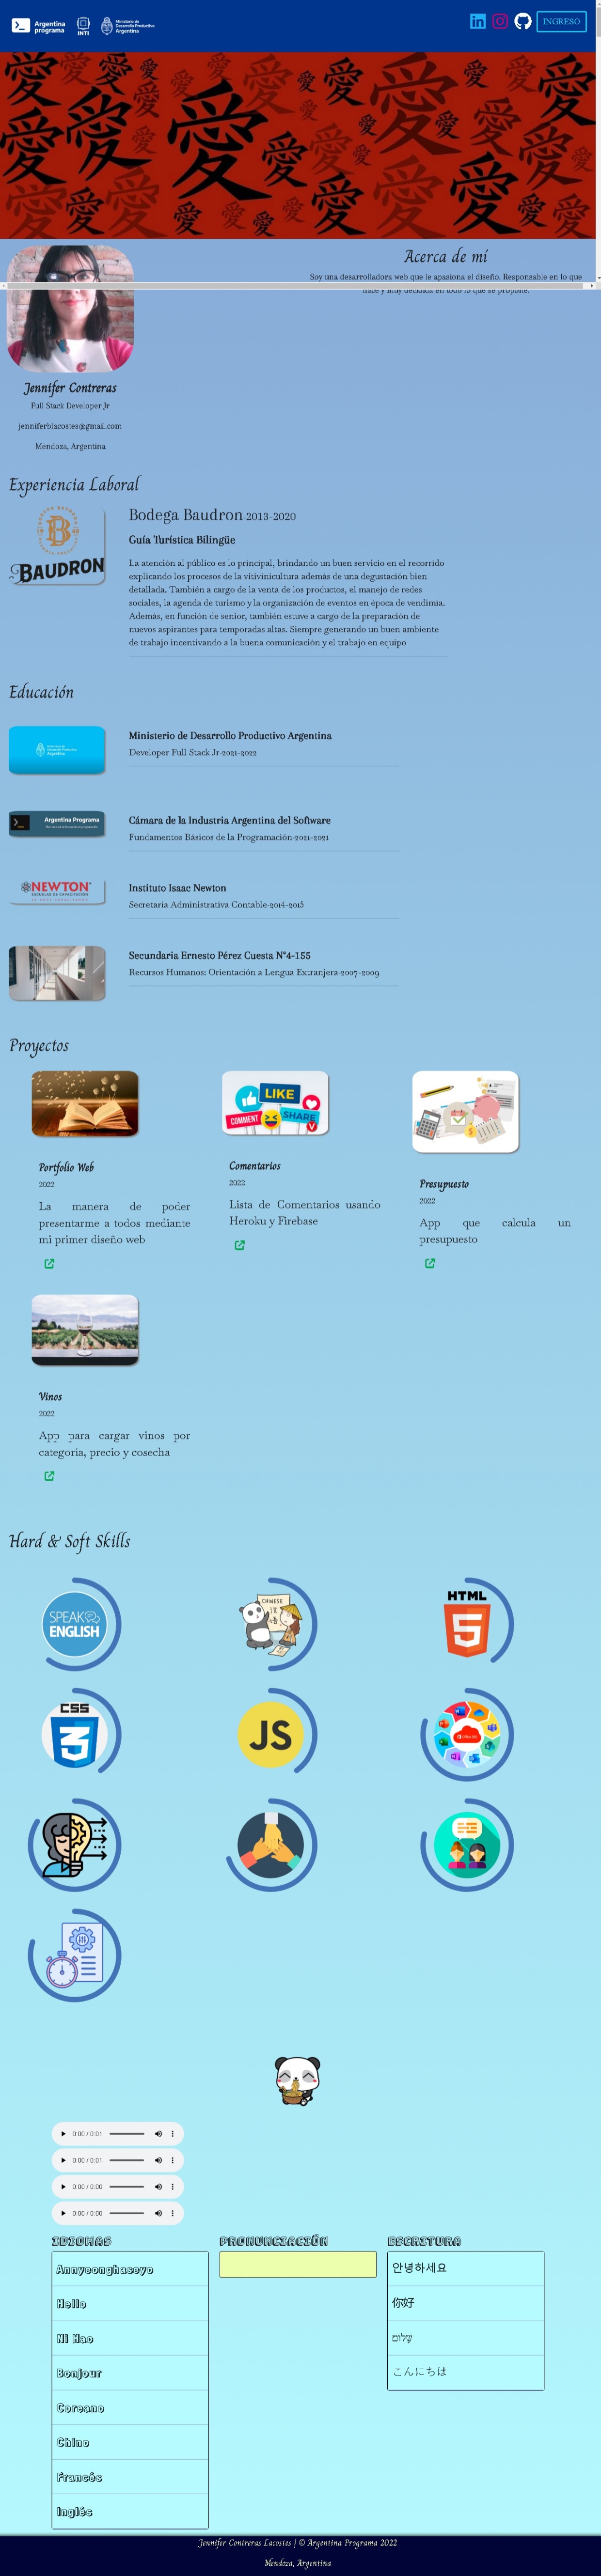 Argentina
programa
INTI
Ministerio de
Desarrollo Productivo
Argentina
INGRESO
Acerca de mí
Soy una desarrolladora web que le apasiona el diseño. Responsable en lo que
hace y muy decidida en todo lo que se propone.
Jennifer Contreras
Full Stack Developer Jr
jenniferblacostes@gmail.com
Mendoza, Argentina
Experiencia Laboral
B
BAUDRON
Bodega Baudron-2013-2020
Guía Turística Bilingüe
La atención al público es lo principal, brindando un buen servicio en el recorrido
explicando los procesos de la vitivinicultura además de una degustación bien
detallada. También a cargo de la venta de los productos, el manejo de redes
sociales, la agenda de turismo y la organización de eventos en época de vendimia.
Además, en función de senior, también estuve a cargo de la preparación de
nuevos aspirantes para temporadas altas. Siempre generando un buen ambiente
de trabajo incentivando a la buena comunicación y el trabajo en equipo
Educación
Ministerio de Desarrollo Productivo Argentina
Developer Full Stack Jr-2021-2022
Argentina Programa
Cámara de la Industria Argentina del Software
Fundamentos Básicos de la Programación-2021-2021
NEWTON
ESCUELAS DE CAPACITACIÓN
Instituto Isaac Newton
Secretaria Administrativa Contable-2014-2015
Secundaria Ernesto Pérez Cuesta N°4-155
Recursos Humanos: Orientación a Lengua Extranjera-2007-2009
Proyectos
LIKE
COMMENT
SHARE
Portfolio Web
2022
La manera de poder
presentarme a todos mediante
mi primer diseño web
Comentarios
2022
Lista de Comentarios usando
Heroku y Firebase
Presupuesto
2022
App que calcula un
presupuesto
Vinos
2022
App para cargar vinos por
categoria, precio y cosecha
Hard & Soft Skills
SPEAK
ENGLISH
CHINESE
HTML
5
CSS
3
JS
0:00 / 0:01
0:00 / 0:01
0:00 / 0:00
0:00 / 0:00
IDIOMAS
PRONUNCIACIÓN
ESCRITURA
Annyeonghaseyo
Hello
Ni Hao
Bonjour
Coreano
Chino
Francés
Inglés
안녕하세요
你好
שָׁלוֹם
こんにちは
Jennifer Contreras Lacostes | © Argentina Programa 2022
Mendoza, Argentina